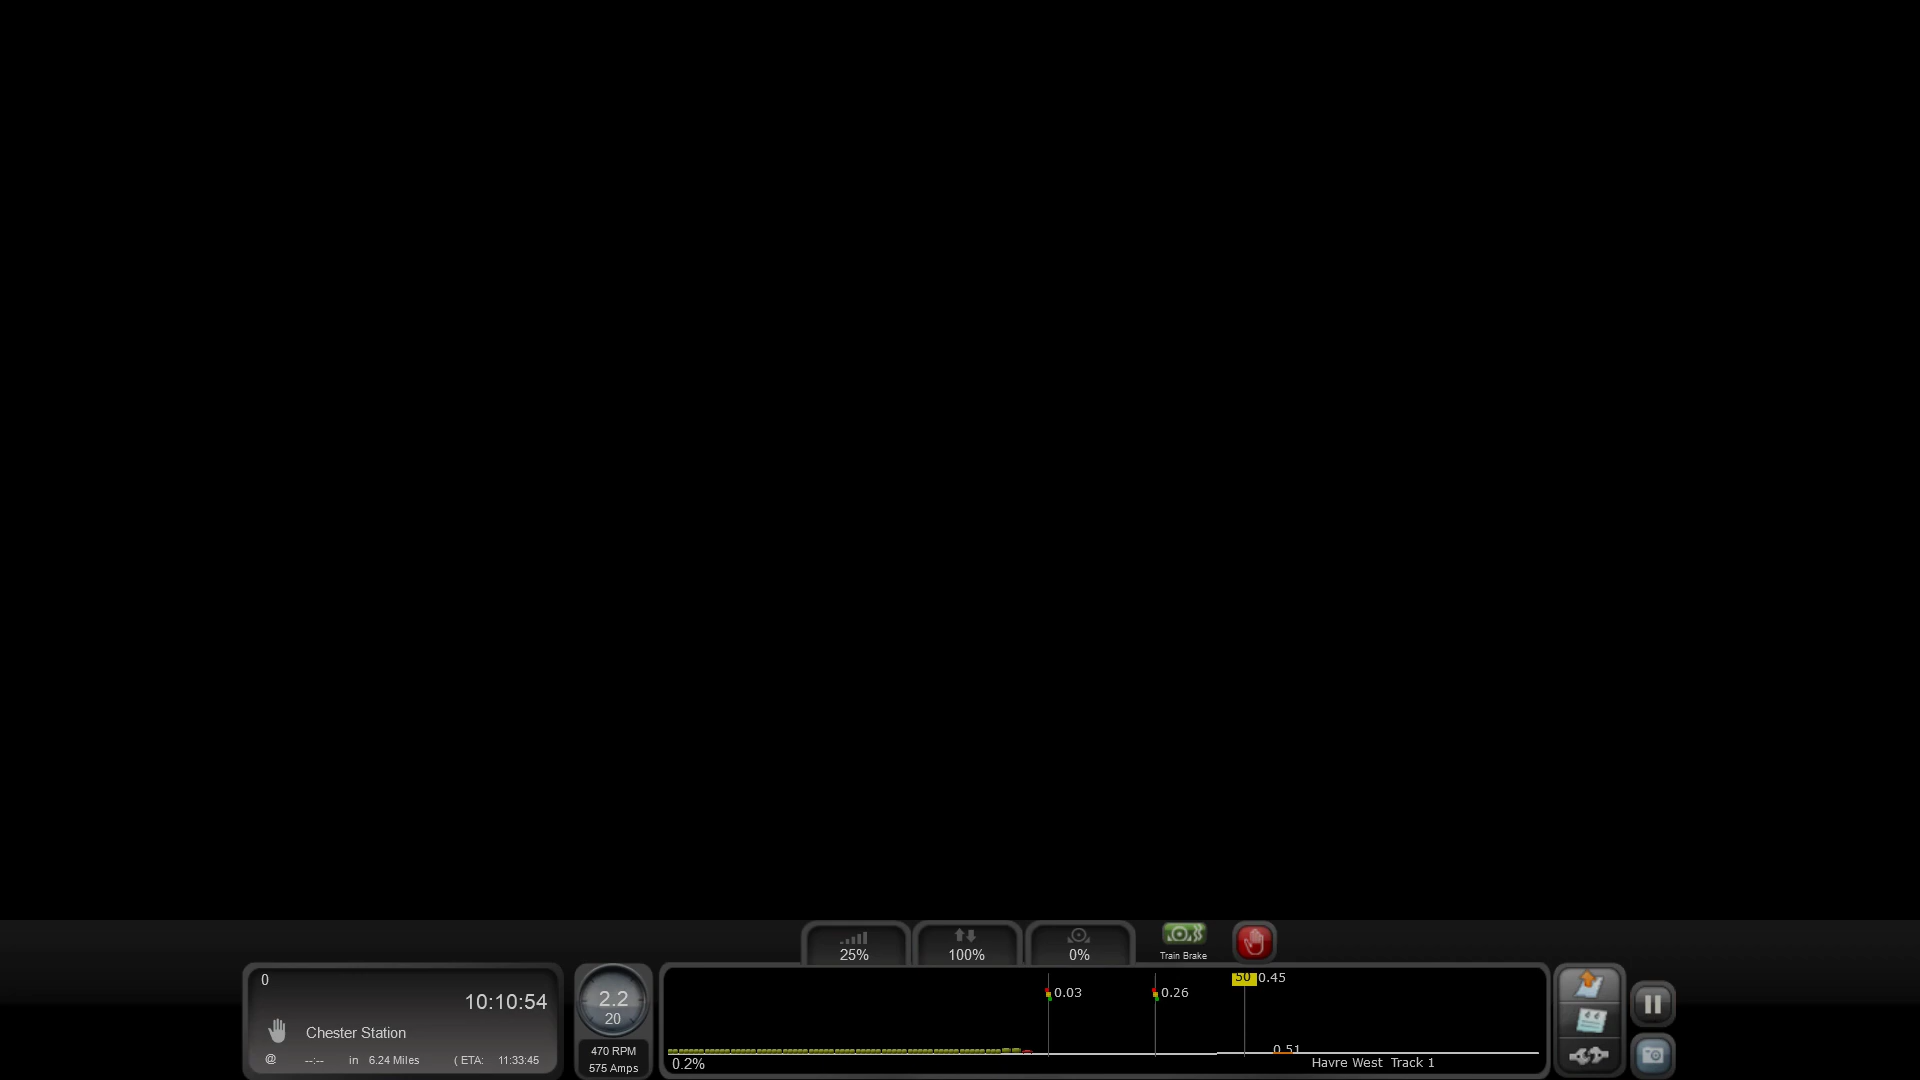 25%
100%
0%
Train Brake
0
10:10:54
Chester Station
@ --:-- in 6.24 Miles ( ETA: 11:33:45
2.2
20
470 RPM
575 Amps
50 0.45
0.03
0.26
0.51
0.2%
Havre West Track 1